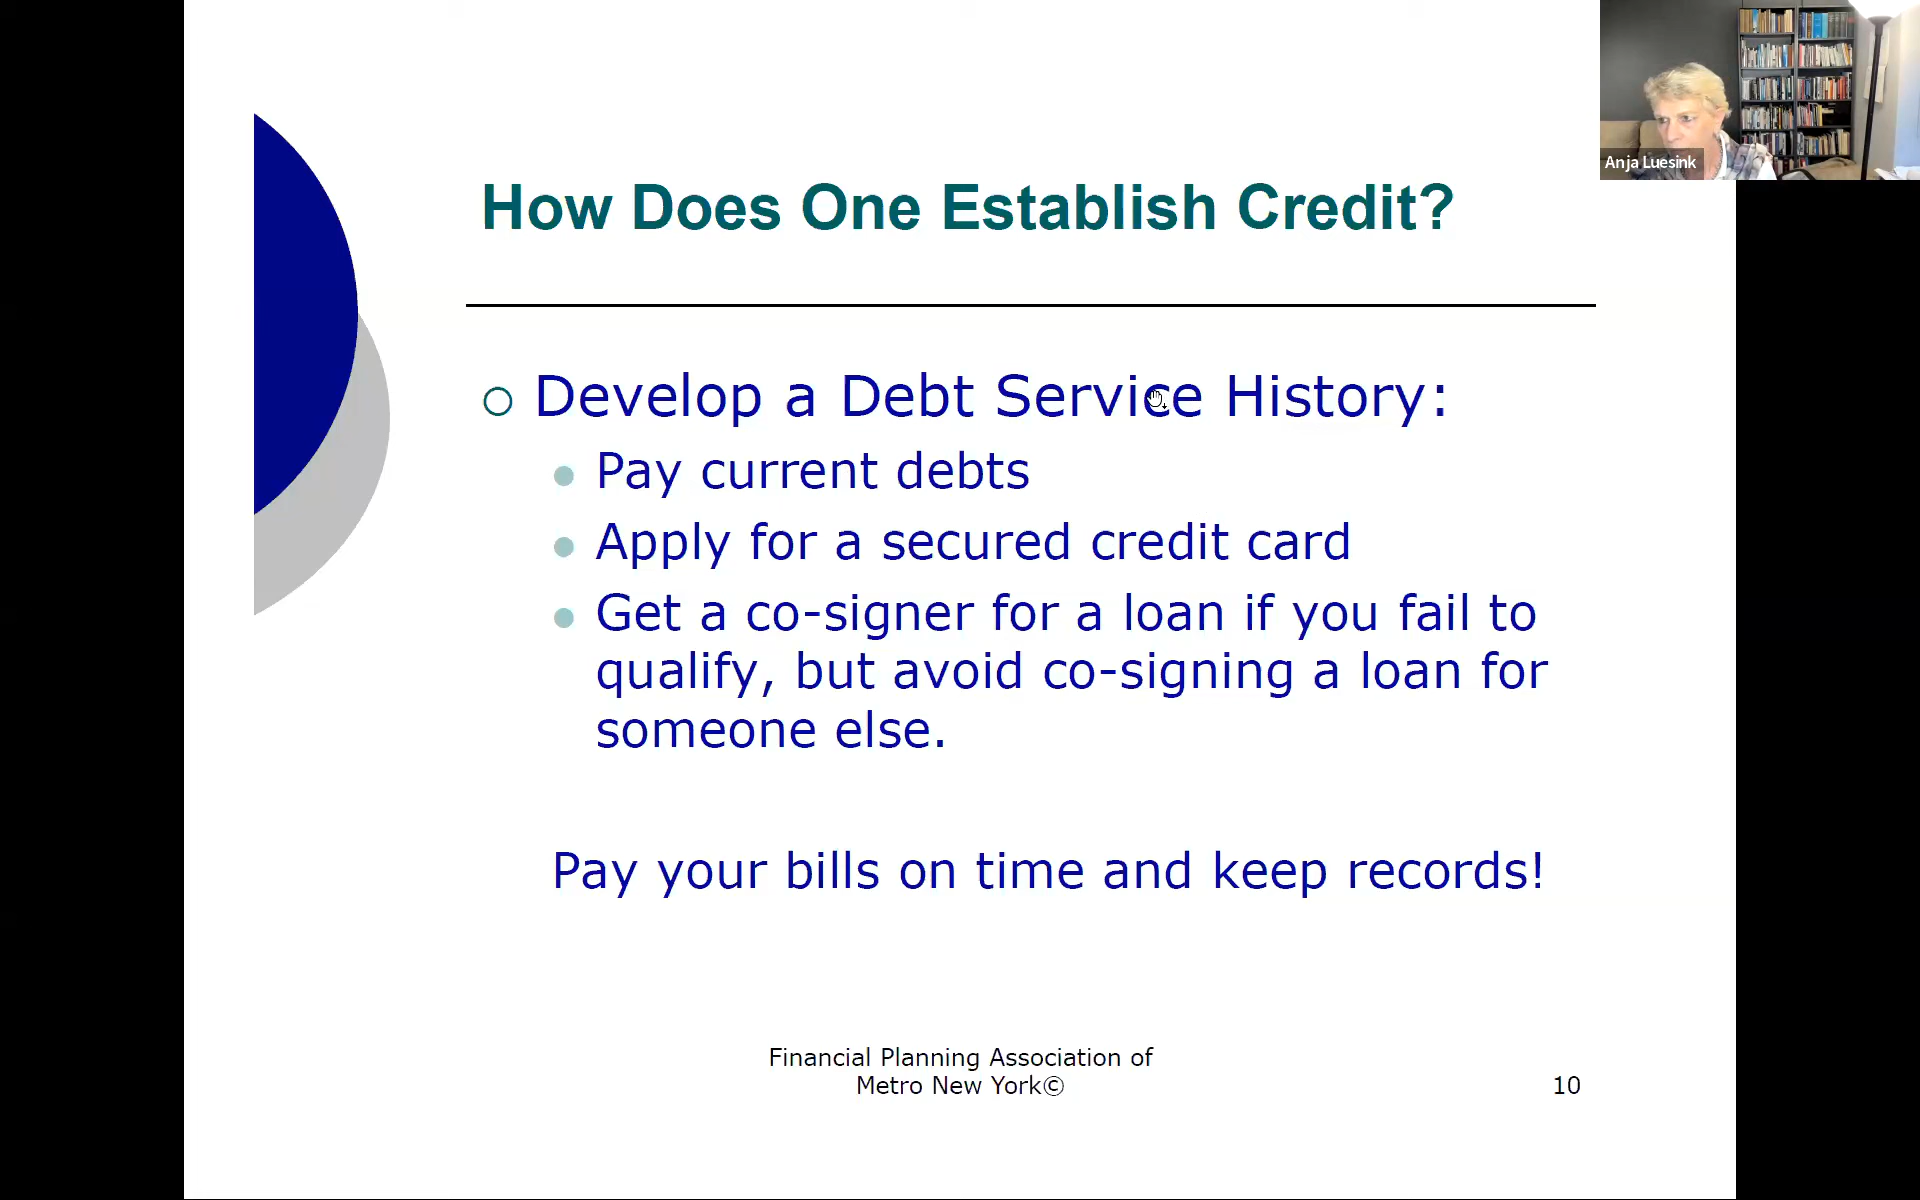 Anja Luesink
How Does One Establish Credit?
Develop a Debt Service History:
Pay current debts
Apply for a secured credit card
Get a co-signer for a loan if you fail to
qualify, but avoid co-signing a loan for
someone else.
Pay your bills on time and keep records!
Financial Planning Association of
Metro New York©
10